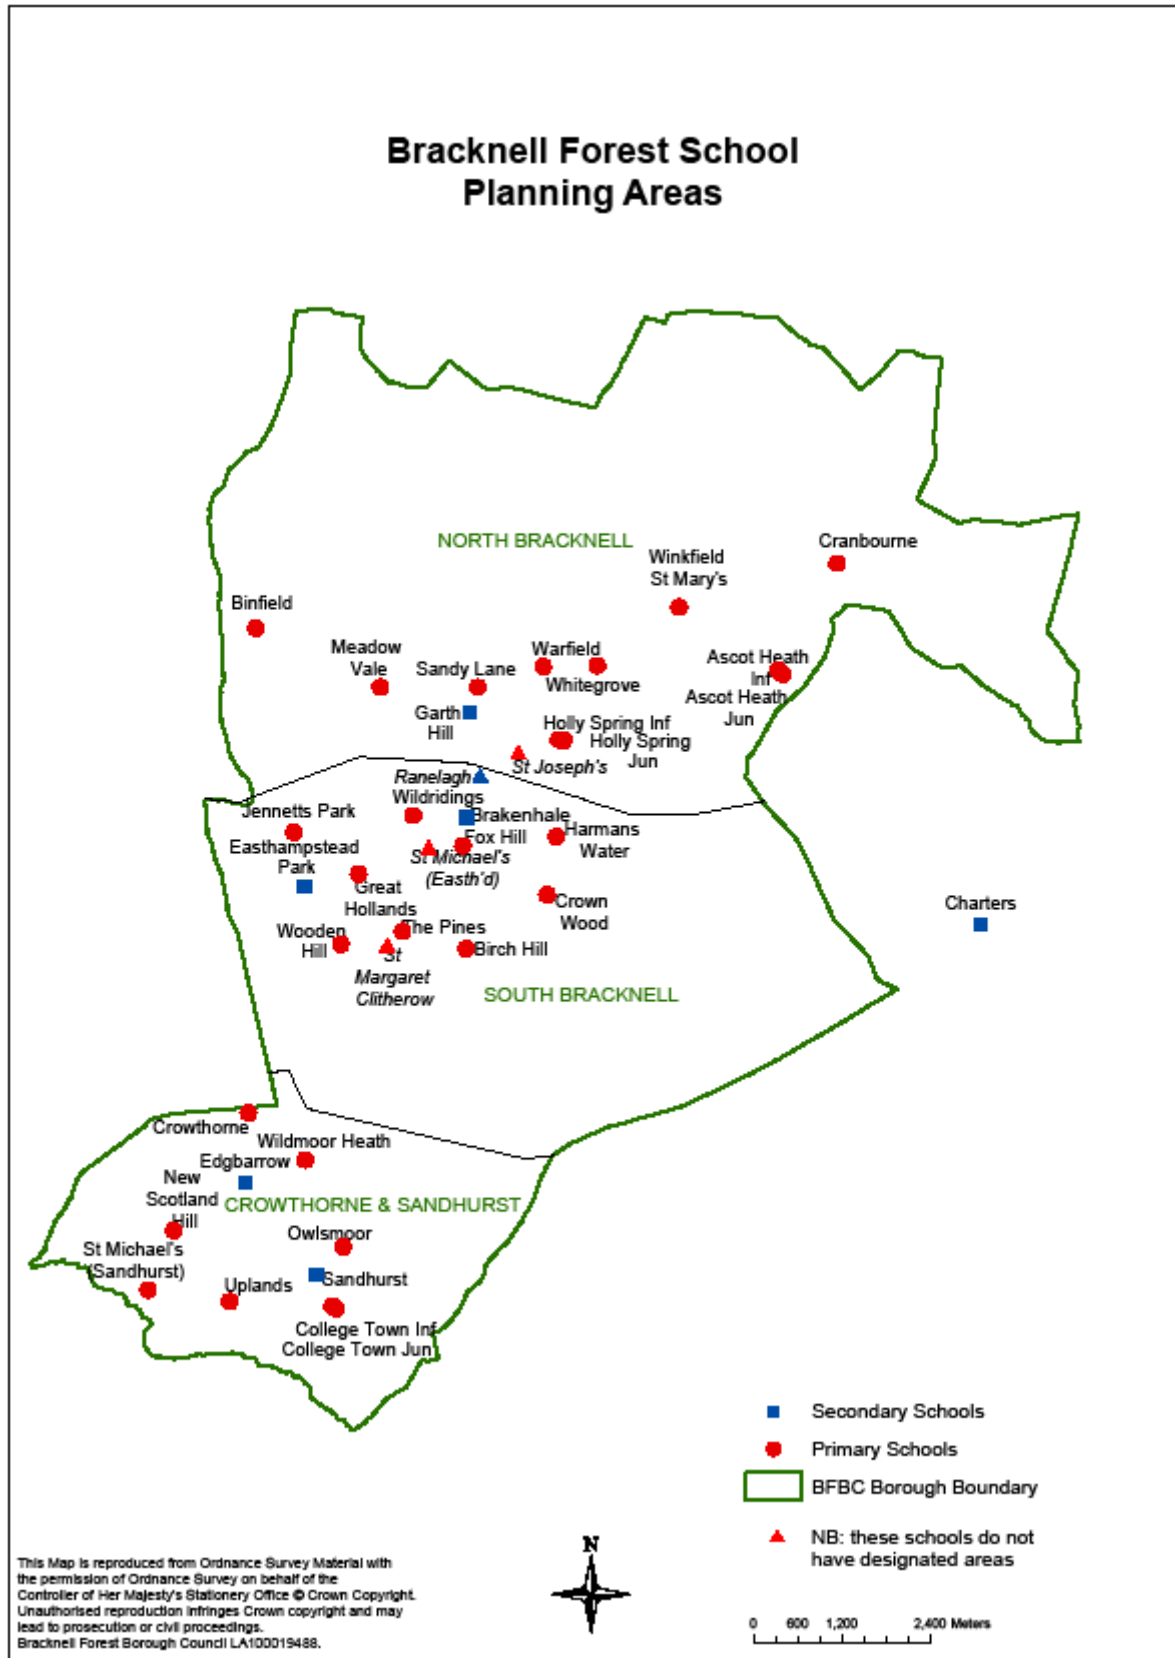 Bracknell Forest School
Planning Areas
NORTH BRACKNELL
Cranbourne
Winkfield
St Mary's
Binfield
Meadow
Vale
Sandy Lane
Warfield
Whitegrove
Ascot Heath
Inf
Ascot Heath
Jun
Garth
Hill
Holly Spring Inf
Holly Spring
Jun
St Joseph's
Ranelagh
Wildridings
Jennetts Park
Brakenhale
Fox Hill
Harmans
Water
Easthampstead
Park
St Michael's
(Easth'd)
Great
Hollands
Crown
Wood
Charters
Wooden
Hill
The Pines
Birch Hill
St
Margaret
Clitherow
SOUTH BRACKNELL
Crowthorne
Wildmoor Heath
Edgbarrow
New
Scotland
Hill
CROWTHORNE & SANDHURST
Owlsmoor
St Michael's
(Sandhurst)
Uplands
Sandhurst
College Town Inf
College Town Jun
Secondary Schools
Primary Schools
BFBC Borough Boundary
NB: these schools do not
have designated areas
N
This Map is reproduced from Ordnance Survey Material with
the permission of Ordnance Survey on behalf of the
Controller of Her Majesty's Stationery Office © Crown Copyright.
Unauthorised reproduction infringes Crown copyright and may
lead to prosecution or civil proceedings.
Bracknell Forest Borough Council LA100019488.
0 600 1,200 2,400 Meters